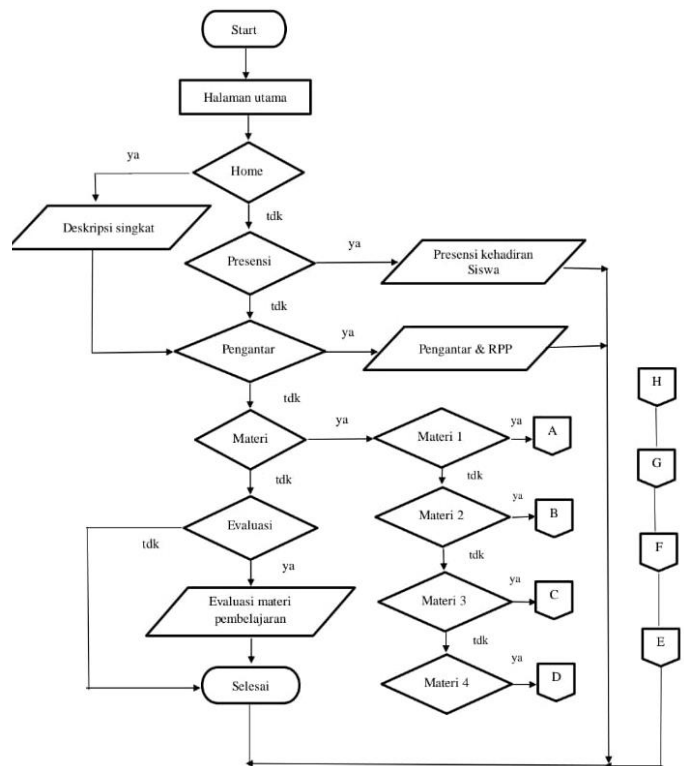 Start
Halaman utama
ya
Home
tdk
Deskripsi singkat
Presensi
ya
Presensi kehadiran
Siswa
tdk
Pengantar
ya
Pengantar & RPP
tdk
H
Materi
ya
Materi 1
ya
A
tdk
tdk
G
Evaluasi
tdk
Materi 2
ya
B
tdk
F
ya
Evaluasi materi
pembelajaran
Materi 3
ya
C
tdk
E
Selesai
Materi 4
ya
D